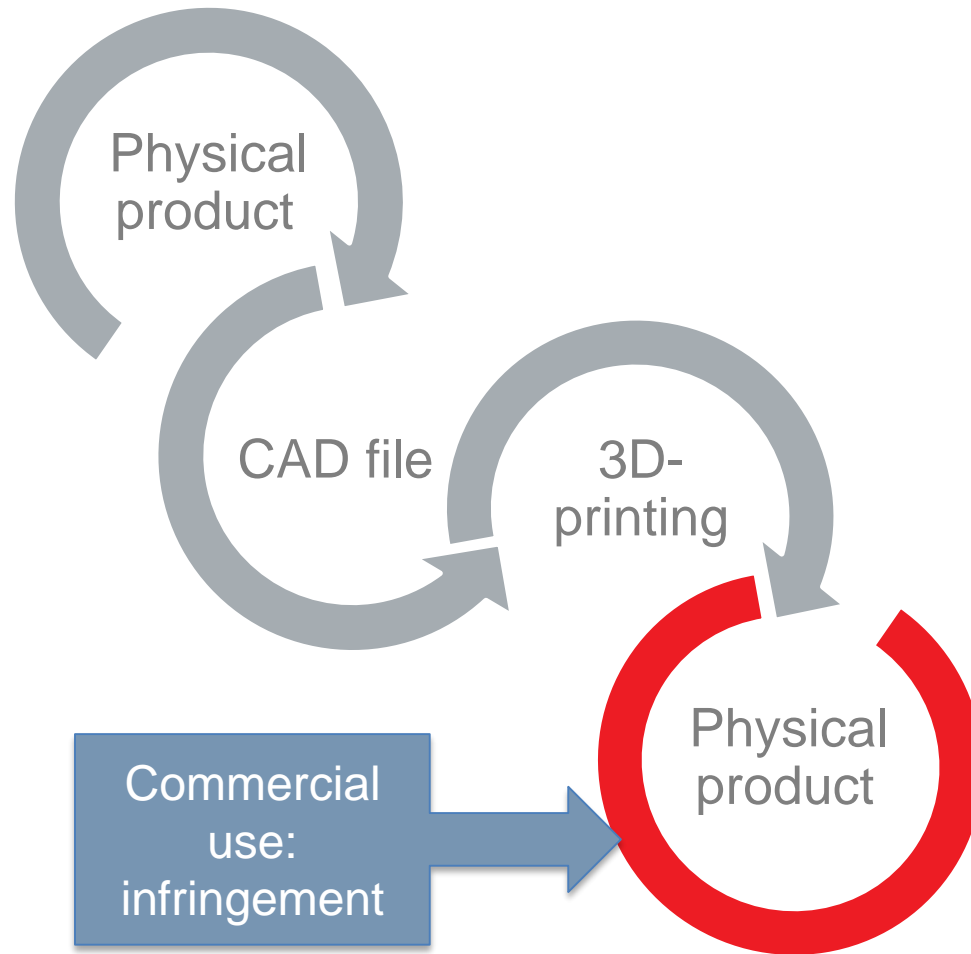 Physical
product
CAD file
3D-
printing
Physical
product
Commercial
use:
infringement